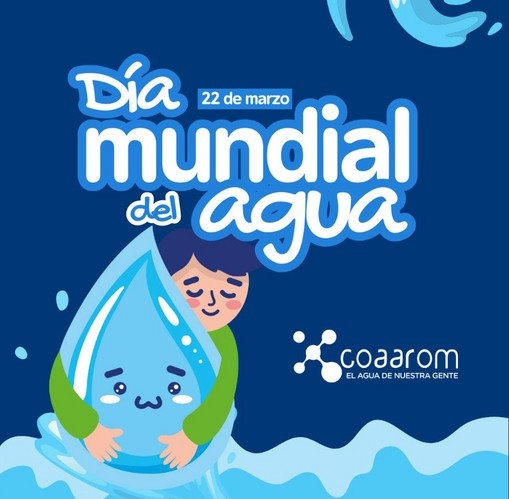 Día
22 de marzo
mundial
del agua
coaarom
EL AGUA DE NUESTRA GENTE